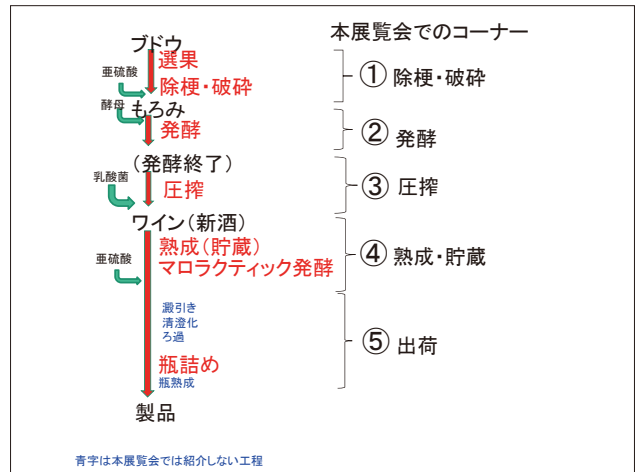 本展覧会でのコーナー
ブドウ
選果
亜硫酸
除梗・破砕
① 除梗・破砕
酵母
もろみ
発酵
② 発酵
(発酵終了)
乳酸菌
圧搾
③ 圧搾
ワイン(新酒)
熟成(貯蔵)
マロラクティック発酵
亜硫酸
④ 熟成・貯蔵
澱引き
清澄化
ろ過
⑤ 出荷
瓶詰め
瓶熟成
製品
青字は本展覧会では紹介しない工程